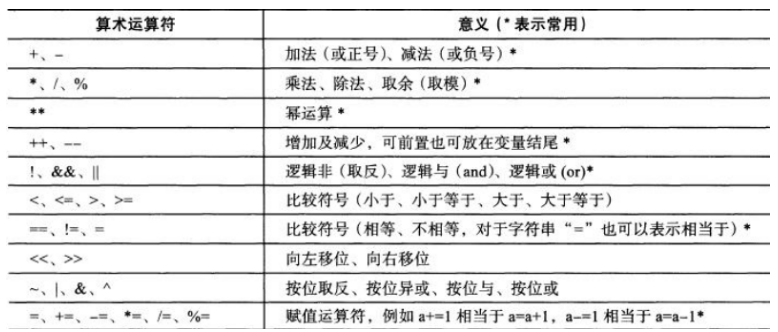 算术运算符 意义(* 表示常用)
+、- 加法(或正号)、减法(或负号)*
*、/、% 乘法、除法、取余(取模)*
** 幂运算 *
++、-- 增加及减少,可前置也可放在变量结尾 *
!、&&、|| 逻辑非(取反)、逻辑与(and)、逻辑或(or)*
<、<=、>、>= 比较符号(小于、小于等于、大于、大于等于)
==、!=、= 比较符号(相等、不相等,对于字符串“=”也可以表示相当于)*
<<、>> 向左移位、向右移位
~、|、&、^ 按位取反、按位异或、按位与、按位或
=、+=、-=、*=、/=、%= 赋值运算符,例如 a+=1 相当于 a=a+1,a-=1 相当于 a=a-1*